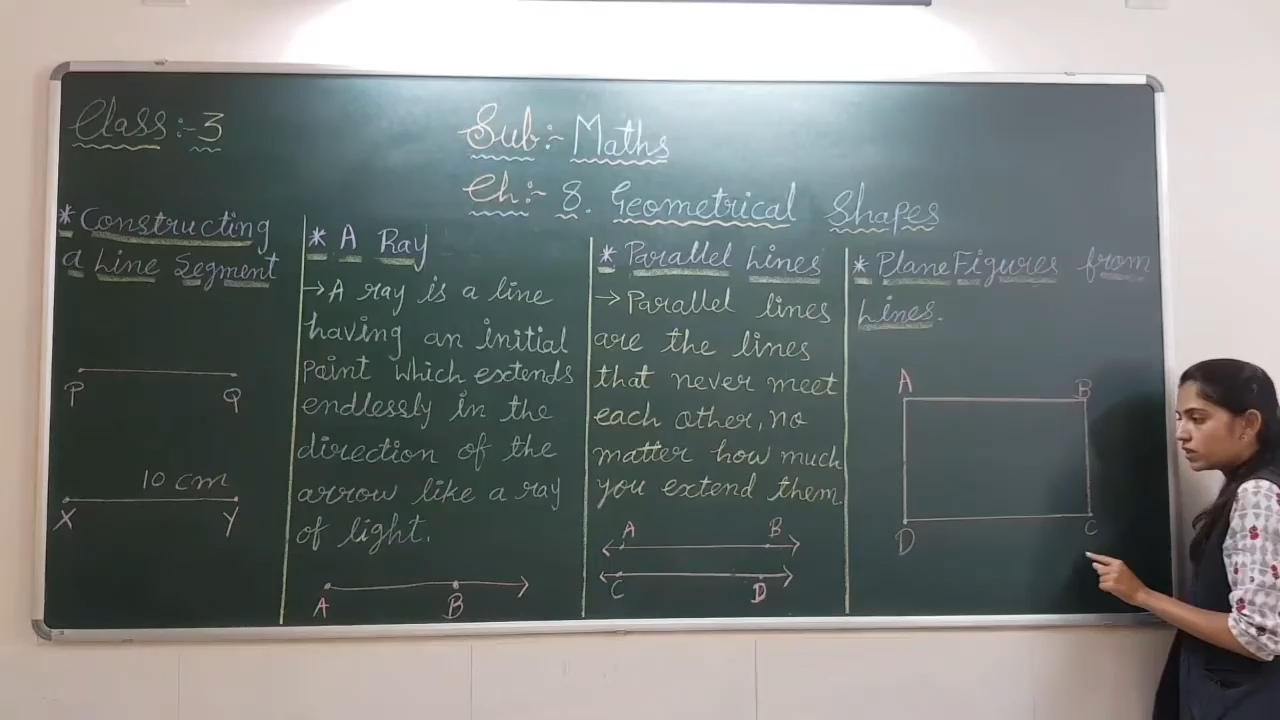 Class:- 3
Sub:- Maths
Ch:- 8. Geometrical Shapes
* Constructing
a Line Segment
P Q
10 cm
X Y
* A Ray
→ A ray is a line
having an initial
point which extends
endlessly in the
direction of the
arrow like a ray
of light.
A B
* Parallel Lines
→ Parallel lines
are the lines
that never meet
each other, no
matter how much
you extend them
A B
C D
* Plane Figures from
Lines.
A B
D C